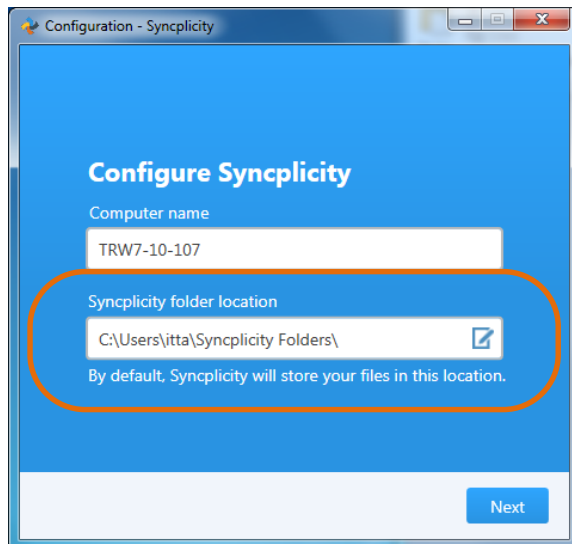 Configuration - Syncplicity
Configure Syncplicity
Computer name
TRW7-10-107
Syncplicity folder location
C:\Users\itta\Syncplicity Folders\
By default, Syncplicity will store your files in this location.
Next